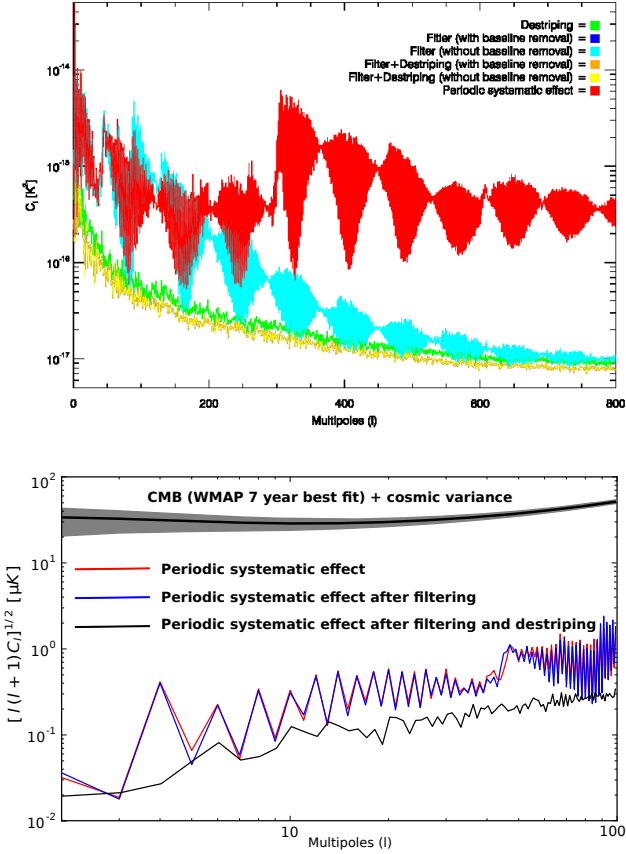 Destriping =
Fitler (with baseline removal) =
Filter (without baseline removal) =
Filter+Destriping (with baseline removal) =
Filter+Destriping (without baseline removal) =
Periodic systematic effect =
10⁻¹⁴
10⁻¹⁵
10⁻¹⁶
10⁻¹⁷
Cₗ [K²]
0 200 400 600 800
Multipoles (l)
10²
10¹
10⁰
10⁻¹
10⁻²
[ l (l + 1)Cₗ]^{1/2} [ μK ]
CMB (WMAP 7 year best fit) + cosmic variance
Periodic systematic effect
Periodic systematic effect after filtering
Periodic systematic effect after filtering and destriping
10 100
Multipoles (l)